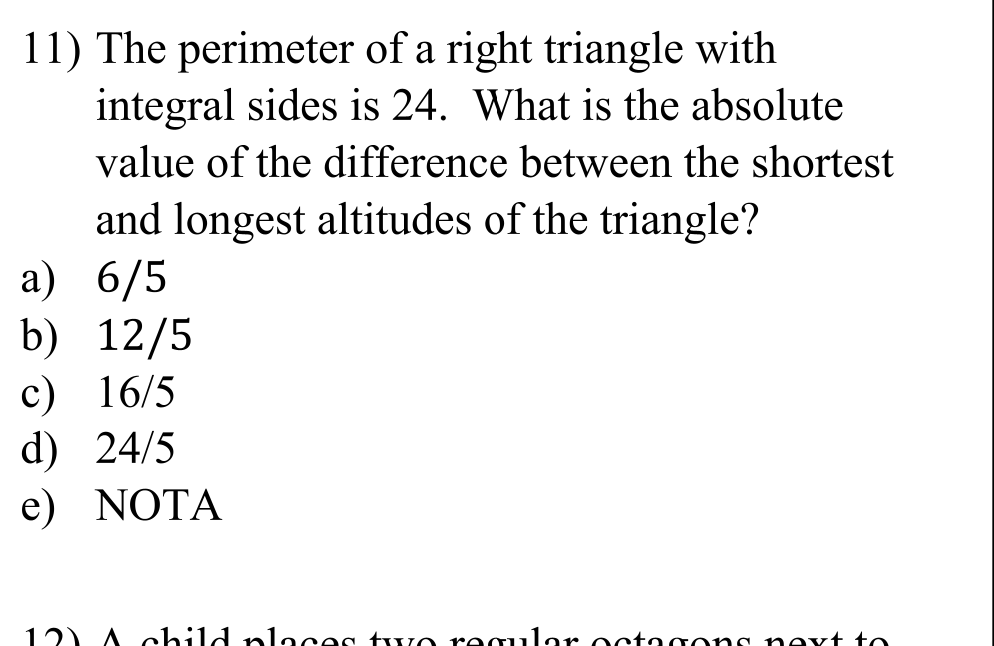 11) The perimeter of a right triangle with
integral sides is 24. What is the absolute
value of the difference between the shortest
and longest altitudes of the triangle?
a) 6/5
b) 12/5
c) 16/5
d) 24/5
e) NOTA
12) A child places two regular octagons next to